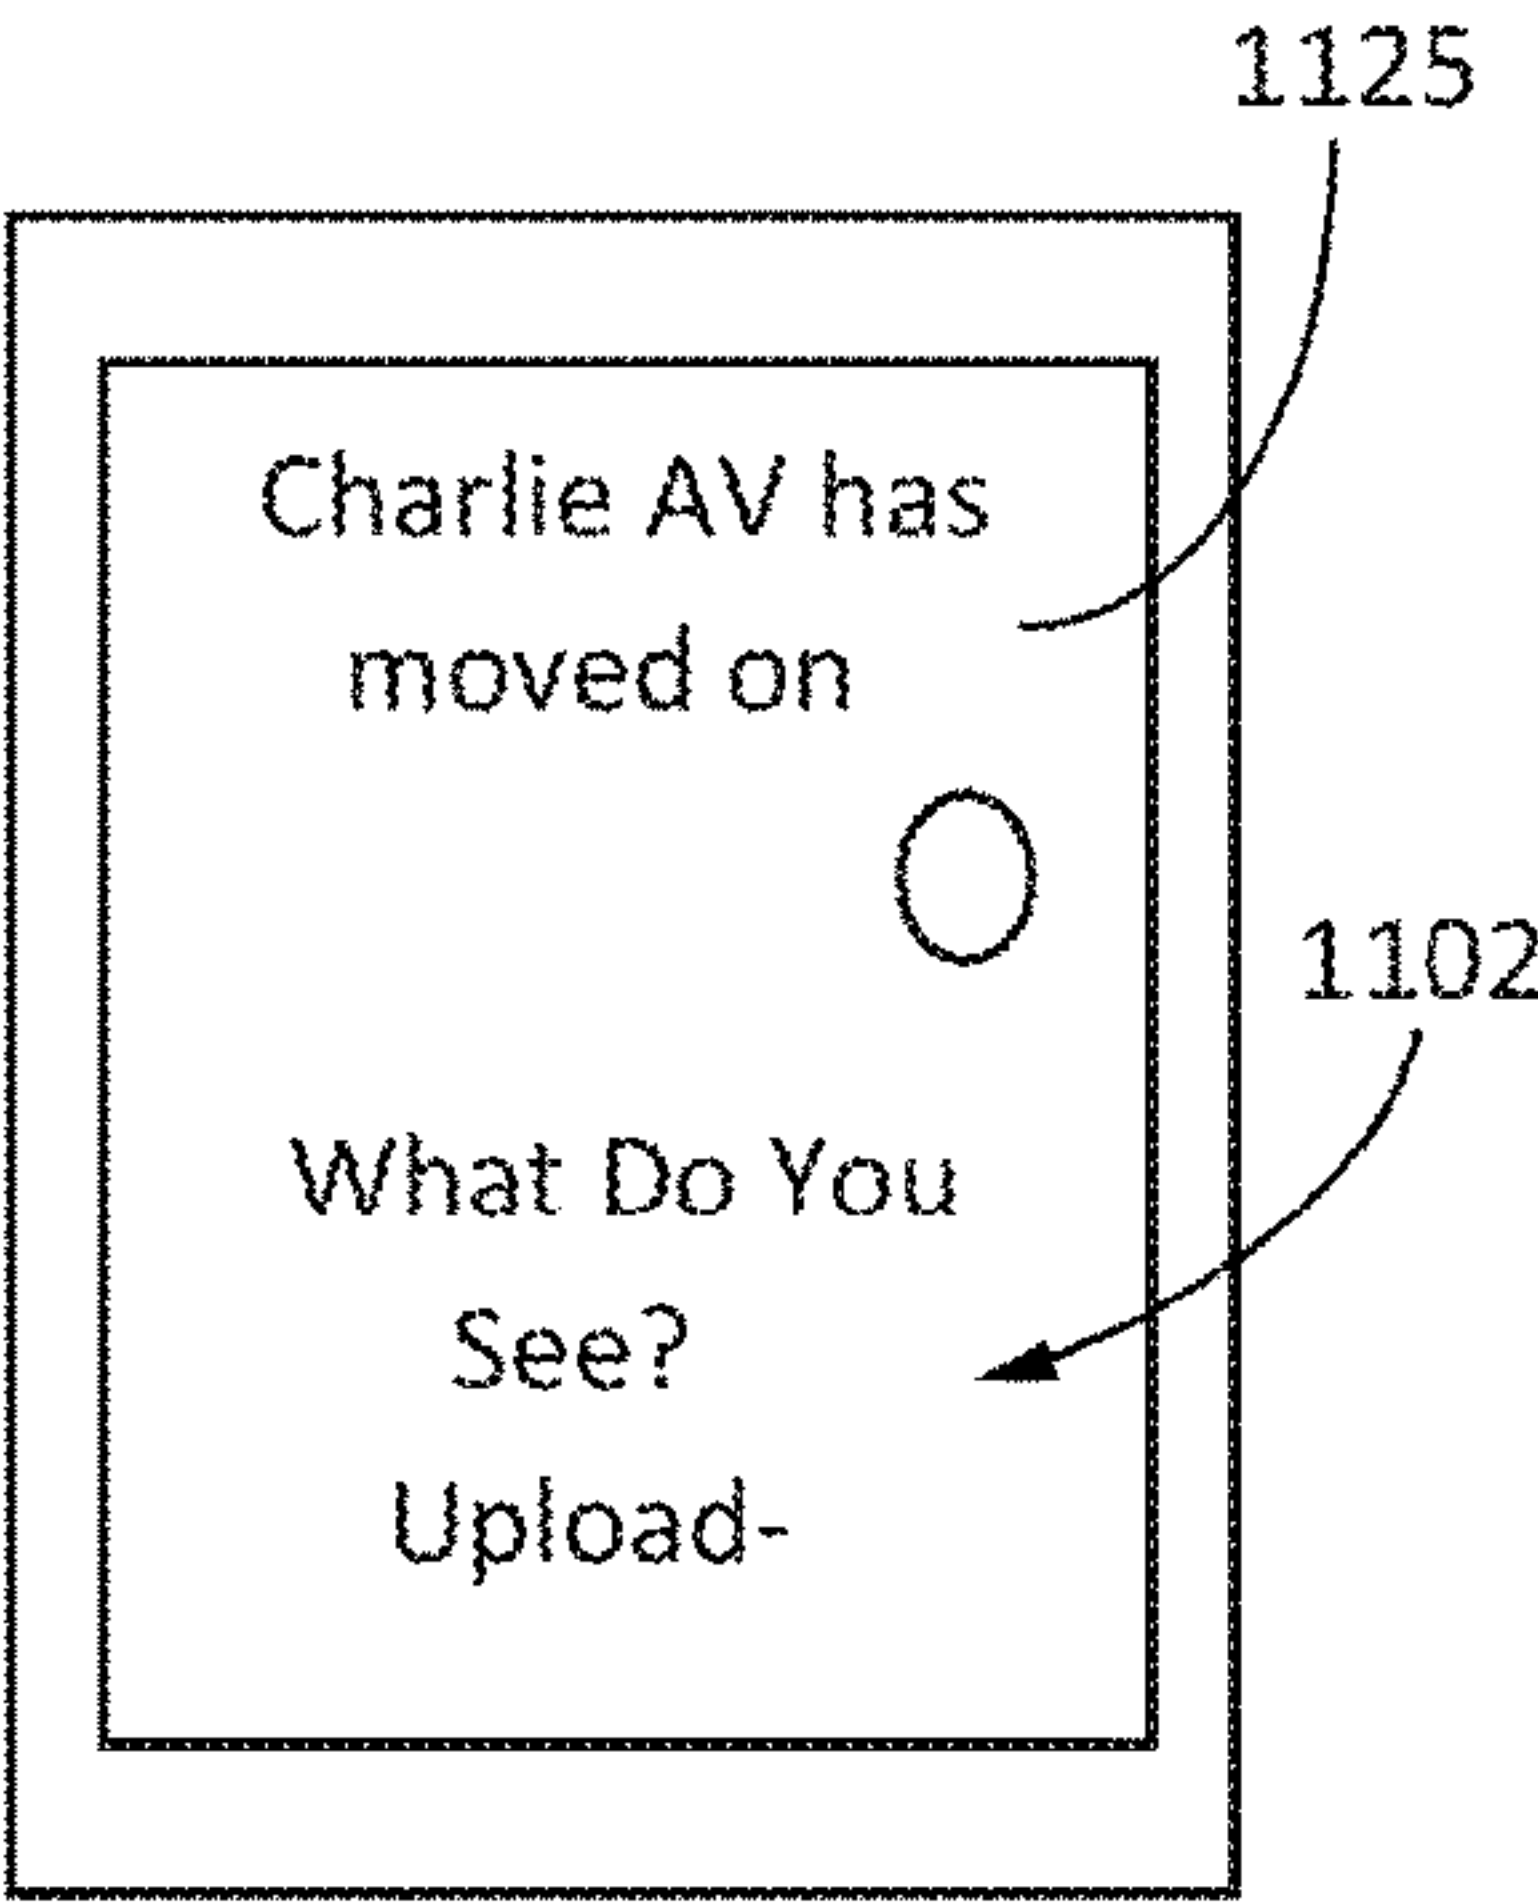 1125
Charlie AV has
moved on
1102
What Do You
See?
Upload-